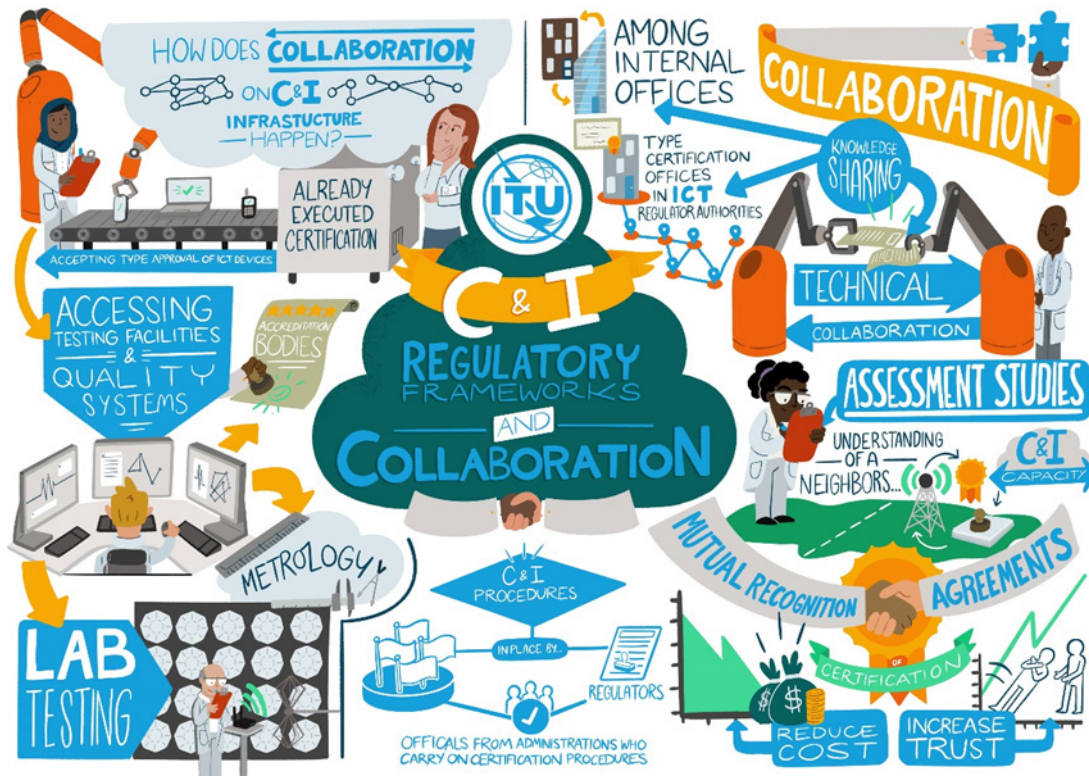 HOW DOES COLLABORATION
ON C&I
INFRASTUCTURE
HAPPEN?
ALREADY
EXECUTED
CERTIFICATION
ACCEPTING TYPE APPROVAL OF ICT DEVICES
ACCESSING
TESTING FACILITIES
&
QUALITY
SYSTEMS
ACCREDITATION
BODIES
METROLOGY
LAB
TESTING
ITU
C & I
REGULATORY
FRAMEWORKS
AND
COLLABORATION
C&I
PROCEDURES
IN PLACE BY...
REGULATORS
OFFICALS FROM ADMINISTRATIONS WHO
CARRY ON CERTIFICATION PROCEDURES
AMONG
INTERNAL
OFFICES
TYPE
CERTIFICATION
OFFICES
IN ICT
REGULATOR AUTHORITIES
COLLABORATION
KNOWLEDGE
SHARING
TECHNICAL
COLLABORATION
ASSESSMENT STUDIES
UNDERSTANDING
OF A
NEIGHBORS...
C&I
CAPACITY
MUTUAL RECOGNITION
AGREEMENTS
OF
CERTIFICATION
$ $
REDUCE
COST
INCREASE
TRUST